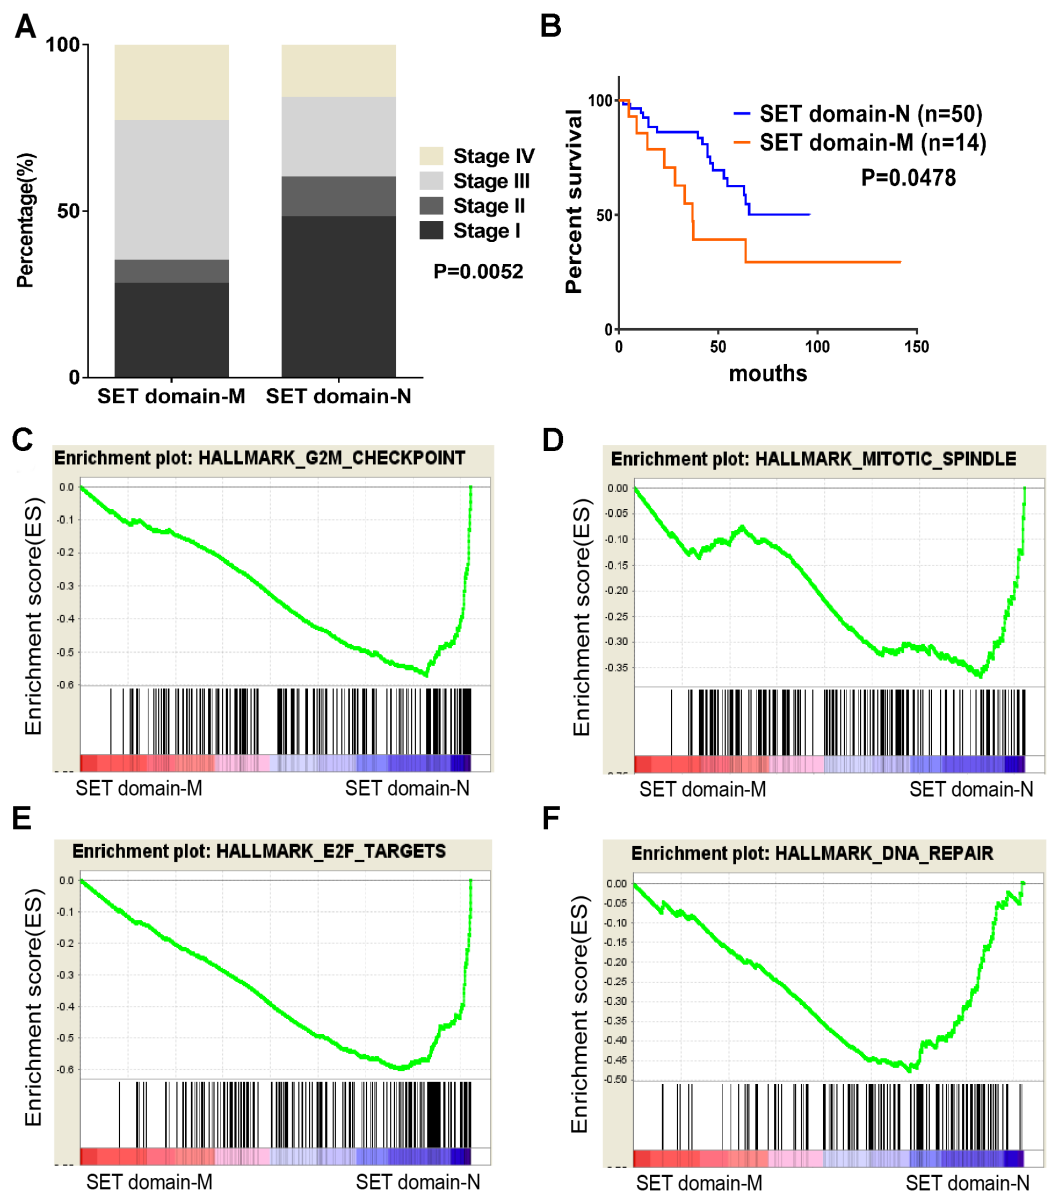 A
100
50
0
Percentage(%)
Stage IV
Stage III
Stage II
Stage I
P=0.0052
SET domain-M SET domain-N
B
100
50
0
Percent survival
SET domain-N (n=50)
SET domain-M (n=14)
P=0.0478
0 50 100 150
mouths
C
Enrichment plot: HALLMARK_G2M_CHECKPOINT
Enrichment score(ES)
0.0
-0.1
-0.2
-0.3
-0.4
-0.5
-0.6
SET domain-M SET domain-N
D
Enrichment plot: HALLMARK_MITOTIC_SPINDLE
Enrichment score(ES)
0.00
-0.05
-0.10
-0.15
-0.20
-0.25
-0.30
-0.35
SET domain-M SET domain-N
E
Enrichment plot: HALLMARK_E2F_TARGETS
Enrichment score(ES)
0.0
-0.1
-0.2
-0.3
-0.4
-0.5
-0.6
SET domain-M SET domain-N
F
Enrichment plot: HALLMARK_DNA_REPAIR
Enrichment score(ES)
0.00
-0.05
-0.10
-0.15
-0.20
-0.25
-0.30
-0.35
-0.40
-0.45
-0.50
SET domain-M SET domain-N